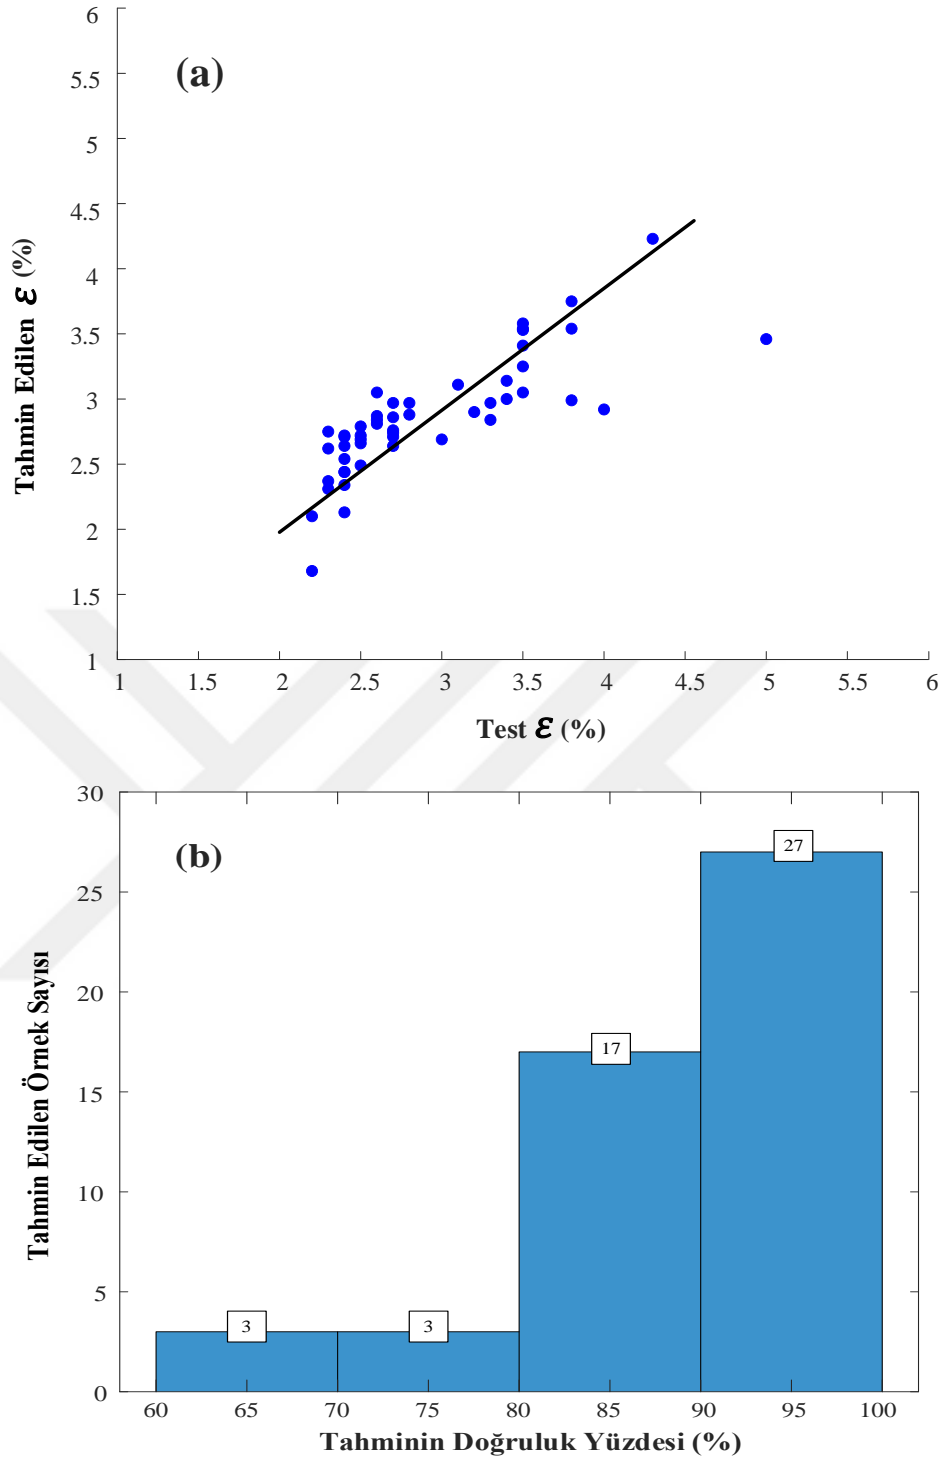 6
5.5
(a)
5
4.5
4
3.5
3
2.5
2
1.5
1
Tahmin Edilen ε (%)
1 1.5 2 2.5 3 3.5 4 4.5 5 5.5 6
Test ε (%)
30
(b)
27
25
20
17
15
10
5
3 3
0
Tahmin Edilen Örnek Sayısı
60 65 70 75 80 85 90 95 100
Tahminin Doğruluk Yüzdesi (%)